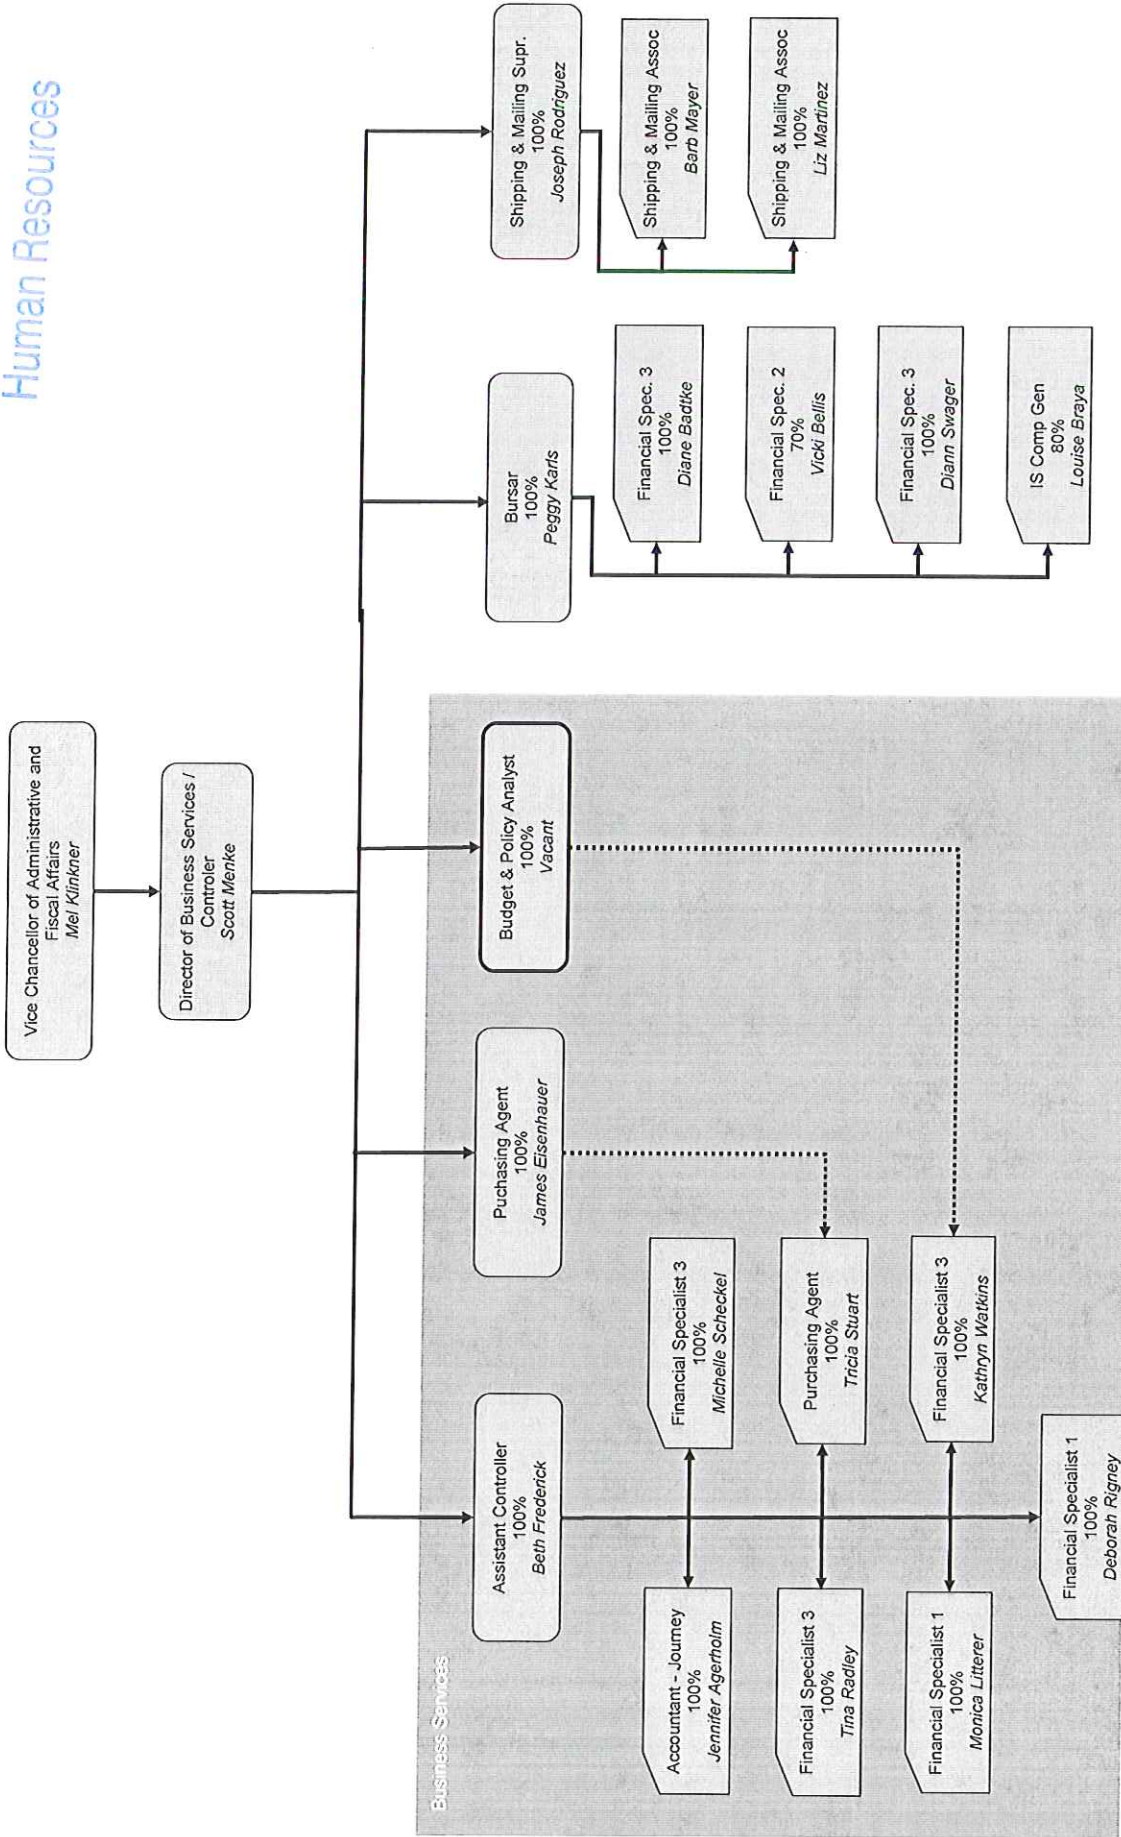 Human Resources
Vice Chancellor of Administrative and
Fiscal Affairs
Mel Klinkner
Director of Business Services /
Controler
Scott Menke
Business Services
Assistant Controller
100%
Beth Frederick
Puchasing Agent
100%
James Eisenhauer
Budget & Policy Analyst
100%
Vacant
Bursar
100%
Peggy Karls
Shipping & Mailing Supr.
100%
Joseph Rodriguez
Accountant - Journey
100%
Jennifer Agerholm
Financial Specialist 3
100%
Michelle Scheckel
Financial Specialist 3
100%
Tina Radley
Purchasing Agent
100%
Tricia Stuart
Financial Specialist 1
100%
Monica Litterer
Financial Specialist 3
100%
Kathryn Watkins
Financial Specialist 1
100%
Deborah Rigney
Financial Spec. 3
100%
Diane Badtke
Financial Spec. 2
70%
Vicki Bellis
Financial Spec. 3
100%
Diann Swager
IS Comp Gen
80%
Louise Braya
Shipping & Mailing Assoc
100%
Barb Mayer
Shipping & Mailing Assoc
100%
Liz Martinez